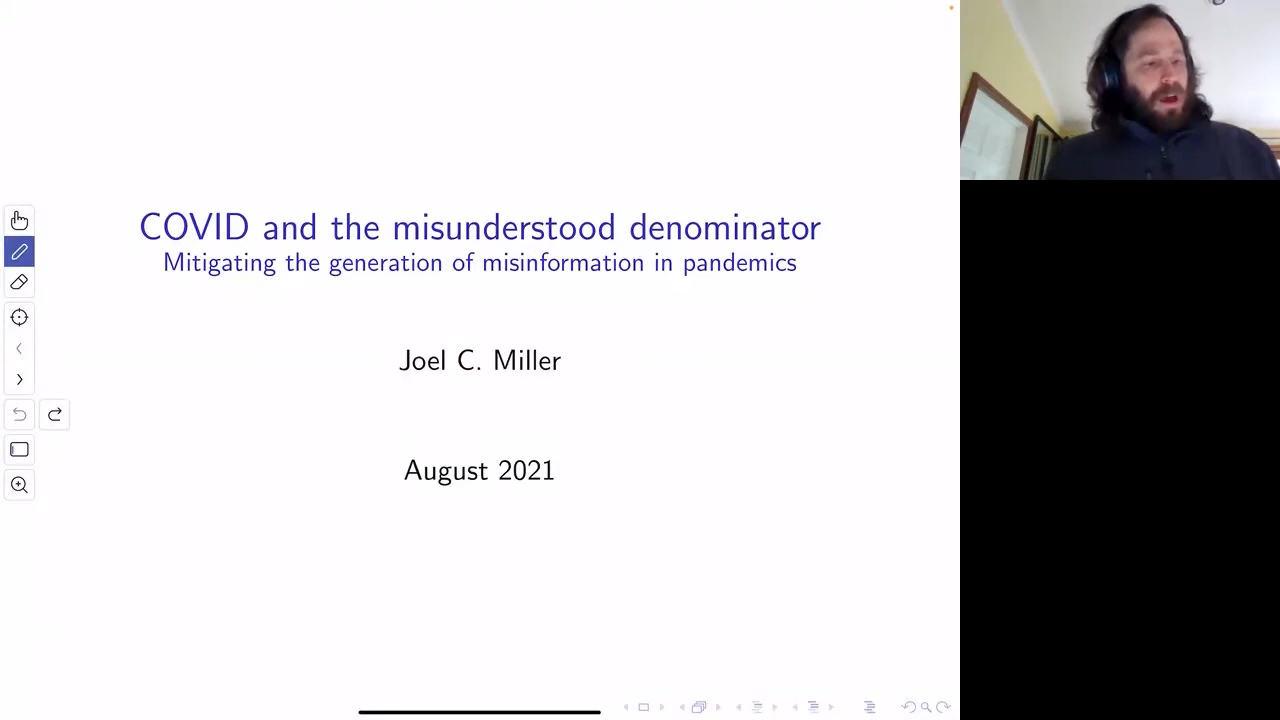 COVID and the misunderstood denominator
Mitigating the generation of misinformation in pandemics
Joel C. Miller
August 2021